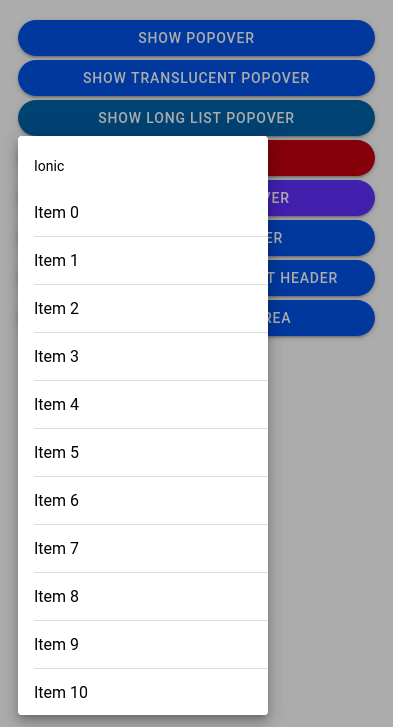 SHOW POPOVER
SHOW TRANSLUCENT POPOVER
SHOW LONG LIST POPOVER
VER
ER
T HEADER
REA
Ionic
Item 0
Item 1
Item 2
Item 3
Item 4
Item 5
Item 6
Item 7
Item 8
Item 9
Item 10